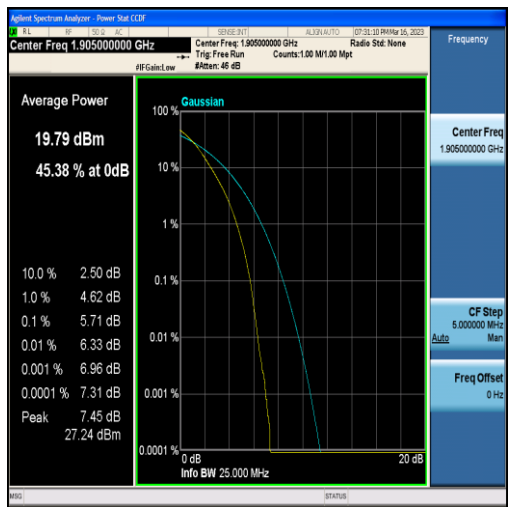 Agilent Spectrum Analyzer - Power Stat CCDF
RL RF 50 Ω AC SENSE:INT ALIGN AUTO 07:31:10 PM Mar 16, 2023
Center Freq 1.905000000 GHz
Center Freq: 1.905000000 GHz Radio Std: None
Trig: Free Run Counts:1.00 M/1.00 Mpt
#IFGain:Low #Atten: 46 dB
Frequency
Average Power
19.79 dBm
45.38 % at 0dB
10.0 % 2.50 dB
1.0 % 4.62 dB
0.1 % 5.71 dB
0.01 % 6.33 dB
0.001 % 6.96 dB
0.0001 % 7.31 dB
Peak 7.45 dB
27.24 dBm
Gaussian
100 %
10 %
1 %
0.1 %
0.01 %
0.001 %
0.0001 %
0 dB 20 dB
Info BW 25.000 MHz
Center Freq
1.905000000 GHz
CF Step
5.000000 MHz
Auto Man
Freq Offset
0 Hz
MSG STATUS